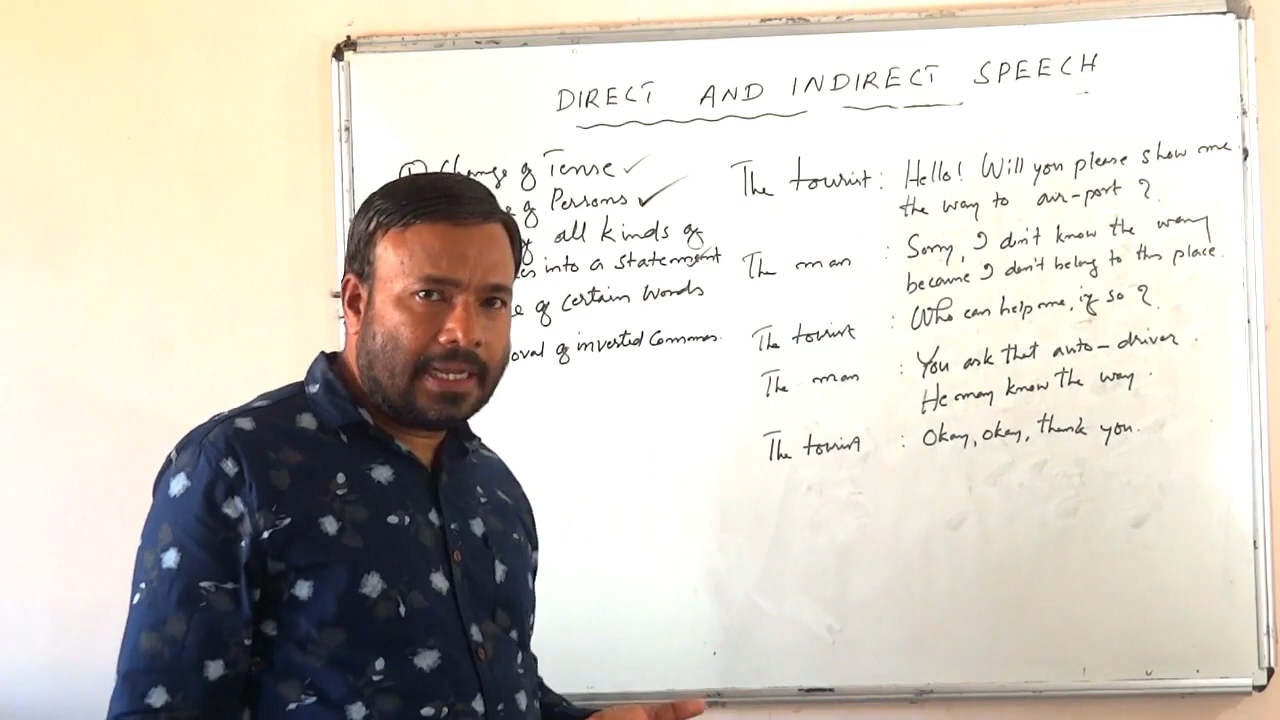 DIRECT AND INDIRECT SPEECH
① Change of Tense ✓
of Persons ✓
all kinds of
into a statement
of certain Words
of inverted Commas.
The tourist : Hello! Will you please show me
the way to air-port ?
The man : Sorry, I don't know the way
because I don't belong to this place.
The tourist : Who can help me, if so ?
The man : You ask that auto-driver.
He may know the way.
The tourist : Okay, okay, thank you.